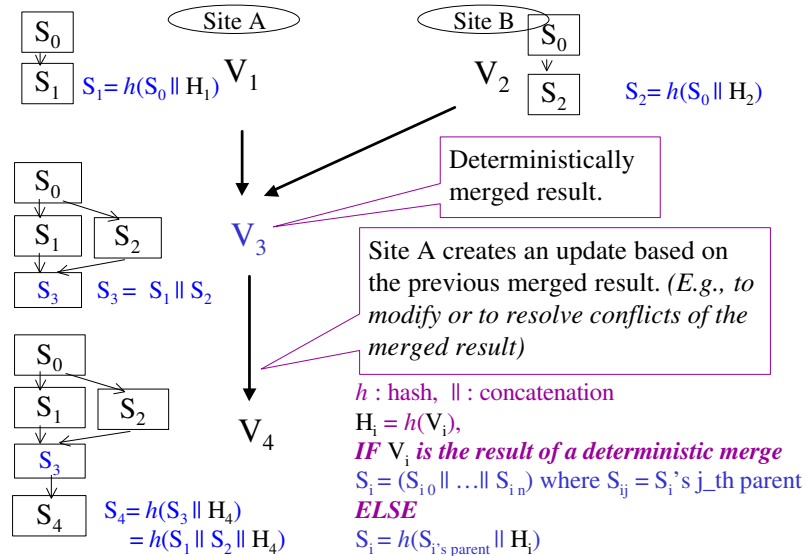 Site A
Site B
S₀
S₁
S₁= h(S₀ || H₁)
V₁
V₂
S₀
S₂
S₂= h(S₀ || H₂)
Deterministically
merged result.
S₀
S₁
S₂
S₃
S₃ = S₁ || S₂
V₃
Site A creates an update based on
the previous merged result. (E.g., to
modify or to resolve conflicts of the
merged result)
S₀
S₁
S₂
S₃
S₄
S₄= h(S₃ || H₄)
= h(S₁ || S₂ || H₄)
V₄
h : hash, || : concatenation
Hᵢ = h(Vᵢ),
IF Vᵢ is the result of a deterministic merge
Sᵢ = (Sᵢ₀ || …|| Sᵢₙ) where Sᵢⱼ = Sᵢ's j_th parent
ELSE
Sᵢ = h(S_{i's parent} || Hᵢ)